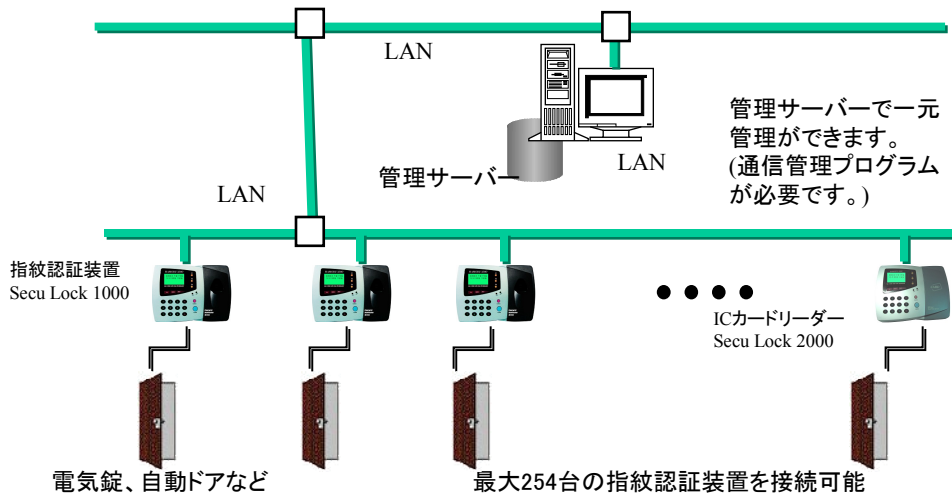 LAN
管理サーバーで一元
管理ができます。
(通信管理プログラム
が必要です。)
管理サーバー
LAN
LAN
指紋認証装置
Secu Lock 1000
ICカードリーダー
Secu Lock 2000
電気錠、自動ドアなど
最大254台の指紋認証装置を接続可能